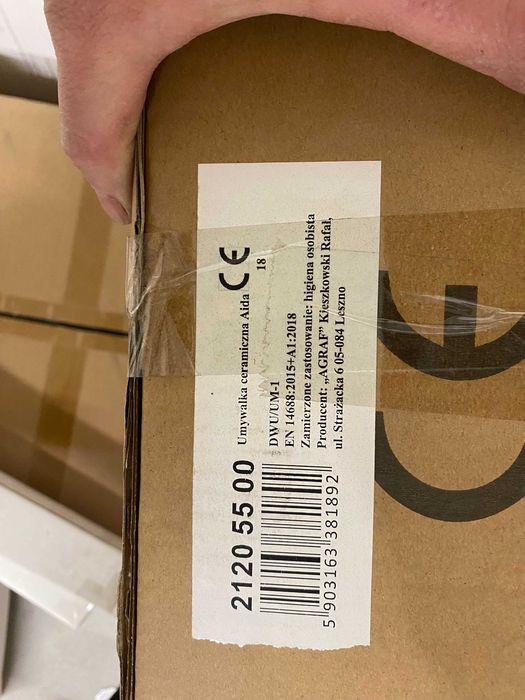 2120 55 00
5 903163 381892
Umywalka ceramiczna Aida
CE
18
DWU/UM-1
EN 14688:2015+A1:2018
Zamierzone zastosowanie: higiena osobista
Producent: „AGRAF” Kieszkowski Rafał,
ul. Strażacka 6 05-084 Leszno
CE